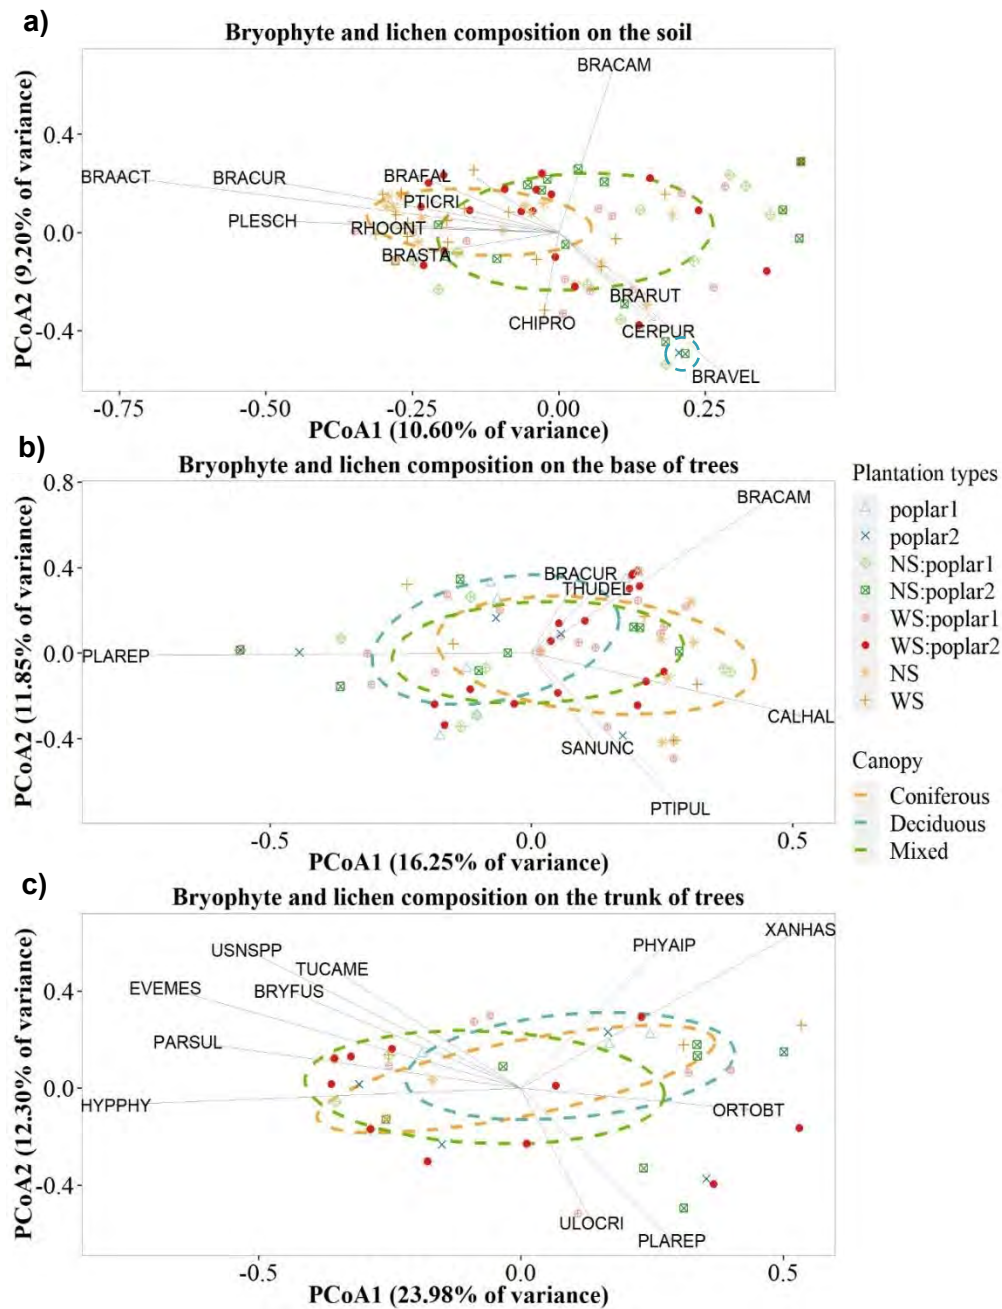 a)
Bryophyte and lichen composition on the soil
PCoA2 (9.20% of variance)
0.4
0.0
-0.4
BRACAM
BRAACT
BRACUR
BRAFAL
PTICRI
PLESCH
RHOONT
BRASTA
BRARUT
CHIPRO
CERPUR
BRAVEL
-0.75
-0.50
-0.25
0.00
0.25
PCoA1 (10.60% of variance)
b)
Bryophyte and lichen composition on the base of trees
PCoA2 (11.85% of variance)
0.8
0.4
0.0
-0.4
BRACAM
BRACUR
THUDEL
PLAREP
CALHAL
SANUNC
PTIPUL
-0.5
0.0
0.5
PCoA1 (16.25% of variance)
Plantation types
poplar1
poplar2
NS:poplar1
NS:poplar2
WS:poplar1
WS:poplar2
NS
WS
Canopy
Coniferous
Deciduous
Mixed
c)
Bryophyte and lichen composition on the trunk of trees
PCoA2 (12.30% of variance)
0.4
0.0
-0.4
XANHAS
PHYAIP
USNSPP
TUCAME
EVEMES
BRYFUS
PARSUL
HYPPHY
ORTOBT
ULOCRI
PLAREP
-0.5
0.0
0.5
PCoA1 (23.98% of variance)